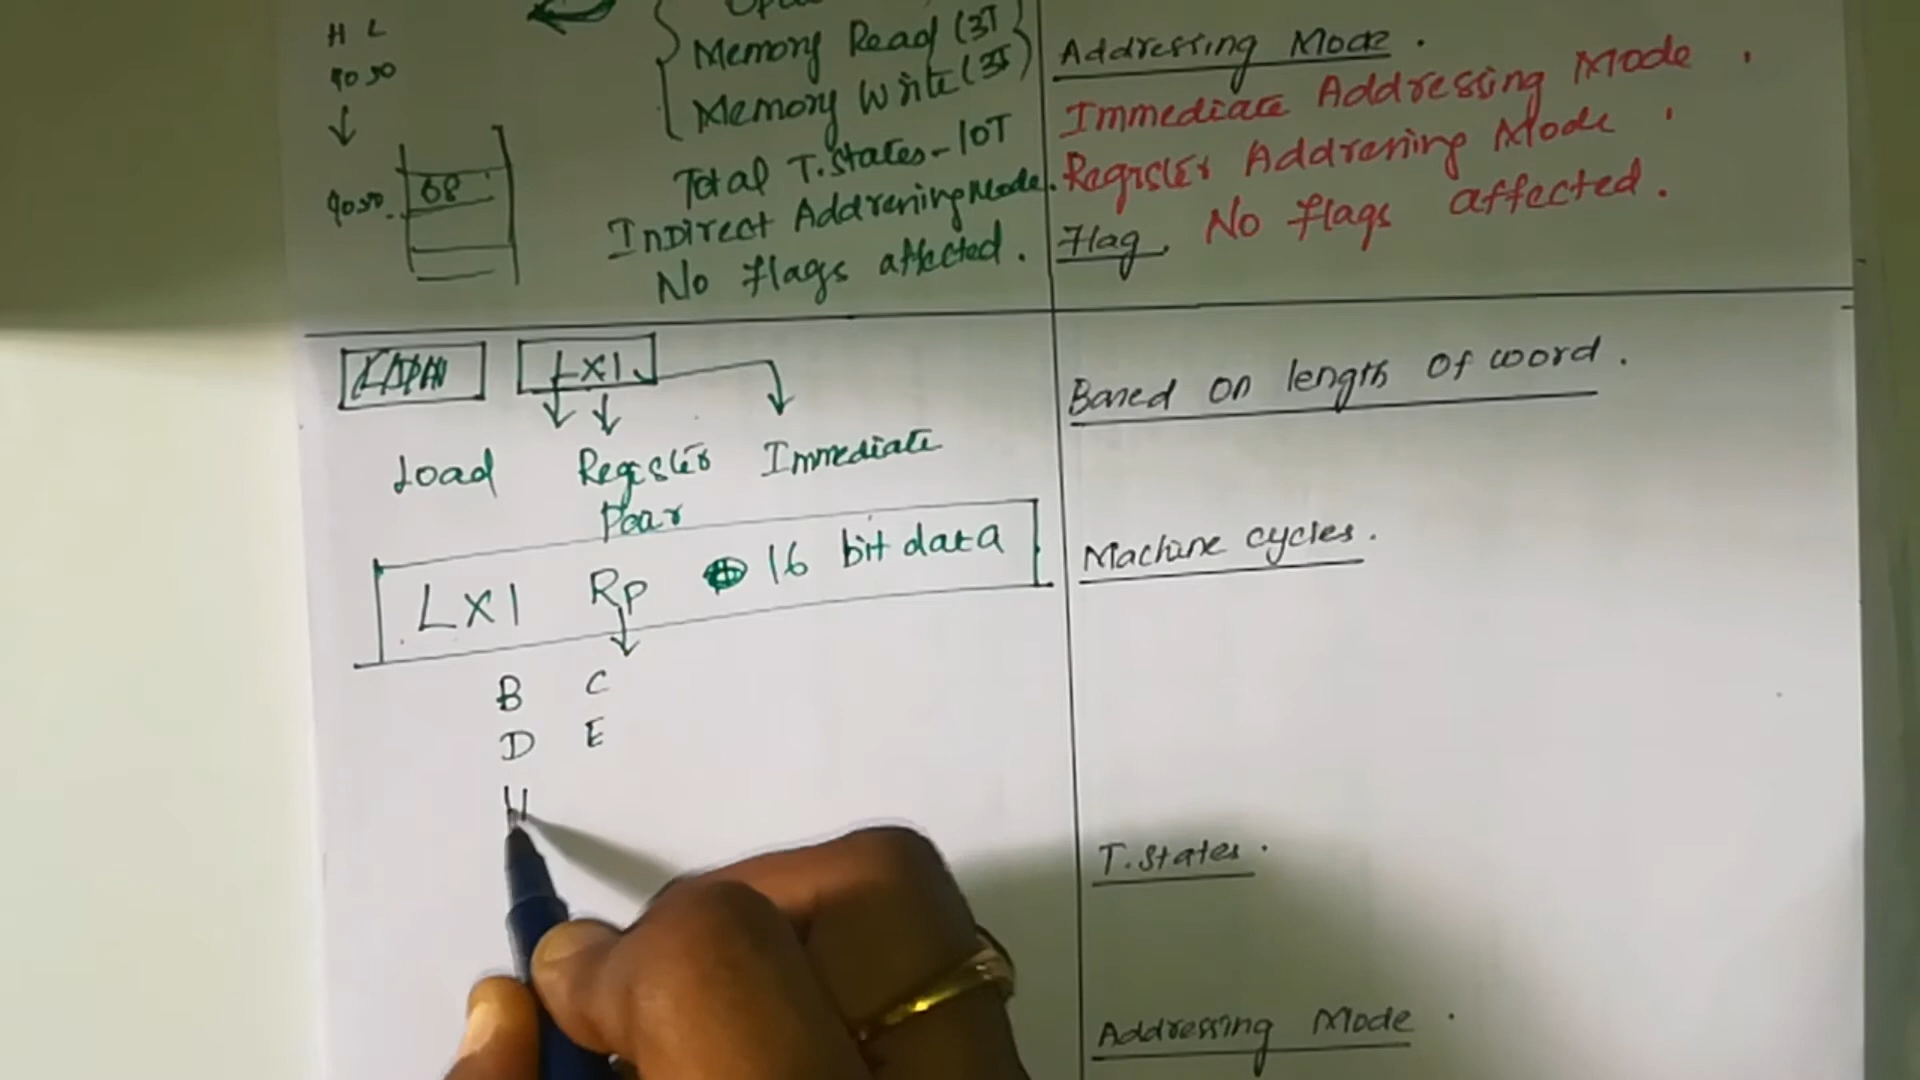 H L
9050
9050. 68
Memory Read (3T
Memory Write (3T)
Total T.States - 10T
Indirect Addressing Mode.
No flags affected.
Addressing Mode.
Immediate Addressing Mode.
Register Addressing Mode.
Flag. No flags affected.
LXI
Load Register Immediate
Pair
LXI Rp 16 bit data
B C
D E
H
Based on length of word.
Machine cycles.
T.States.
Addressing Mode.